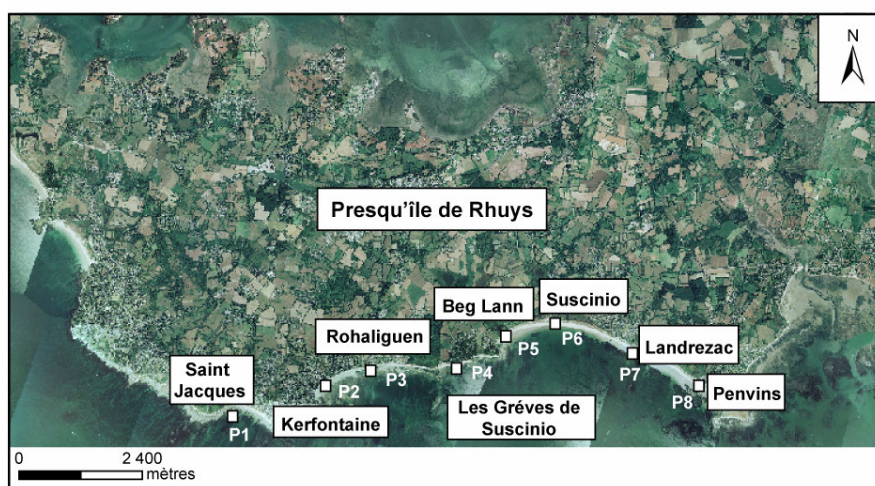 N
Presqu'île de Rhuys
Beg Lann
Suscinio
Rohaliguen
Saint
Jacques
Landrezac
Kerfontaine
Les Gréves de
Suscinio
Penvins
P1
P2
P3
P4
P5
P6
P7
P8
0
2 400
mètres